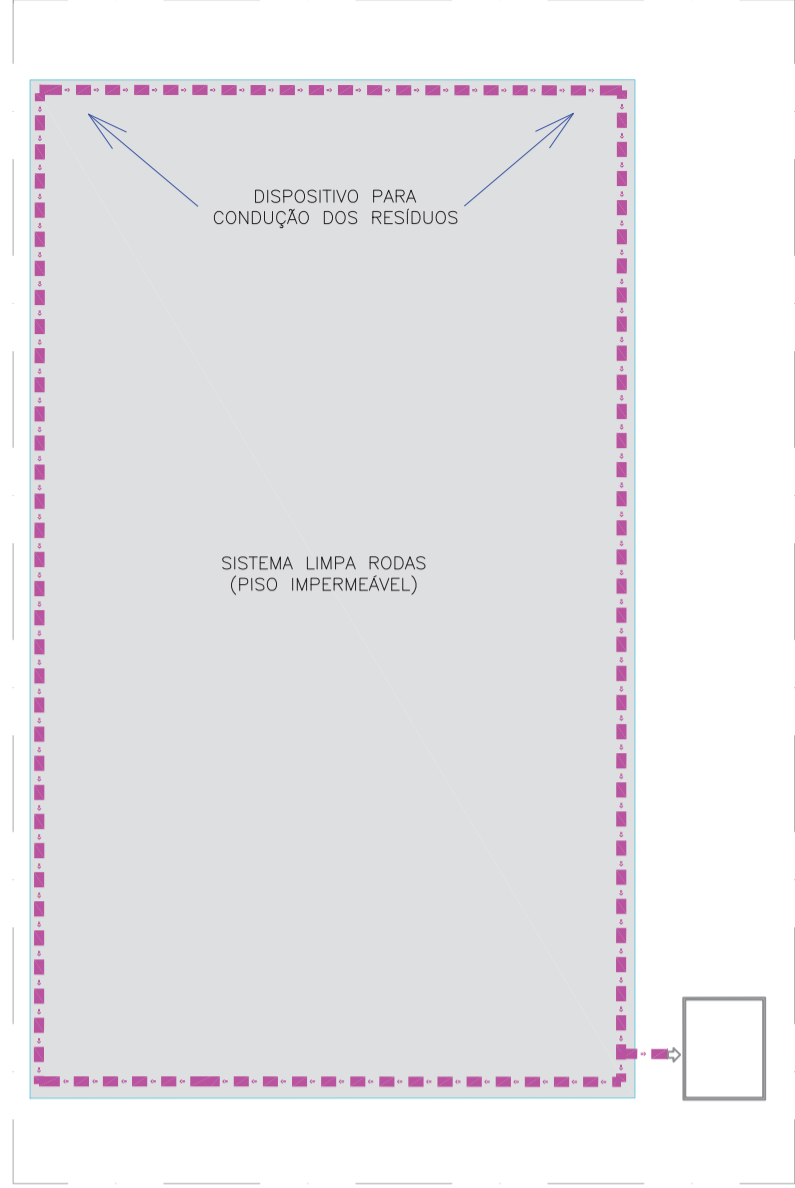 DISPOSITIVO PARA
CONDUÇÃO DOS RESÍDUOS
SISTEMA LIMPA RODAS
(PISO IMPERMEÁVEL)